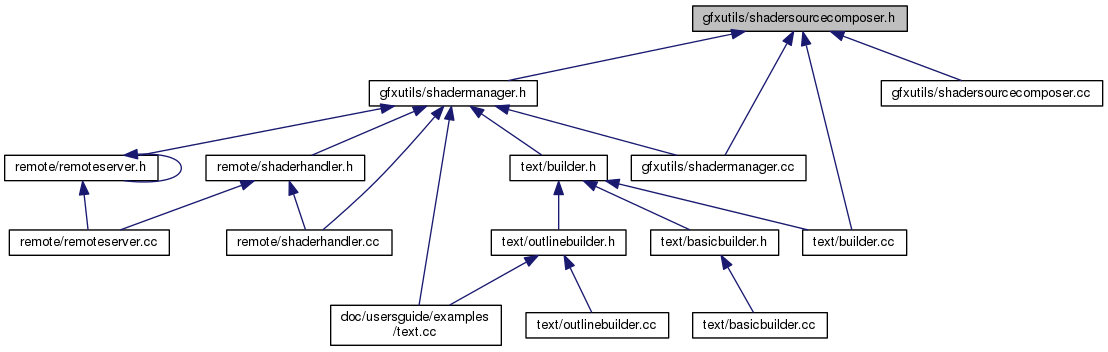 gfxutils/shadersourcecomposer.h
gfxutils/shadermanager.h
gfxutils/shadersourcecomposer.cc
remote/remoteserver.h
remote/shaderhandler.h
text/builder.h
gfxutils/shadermanager.cc
remote/remoteserver.cc
remote/shaderhandler.cc
text/outlinebuilder.h
text/basicbuilder.h
text/builder.cc
doc/usersguide/examples
/text.cc
text/outlinebuilder.cc
text/basicbuilder.cc